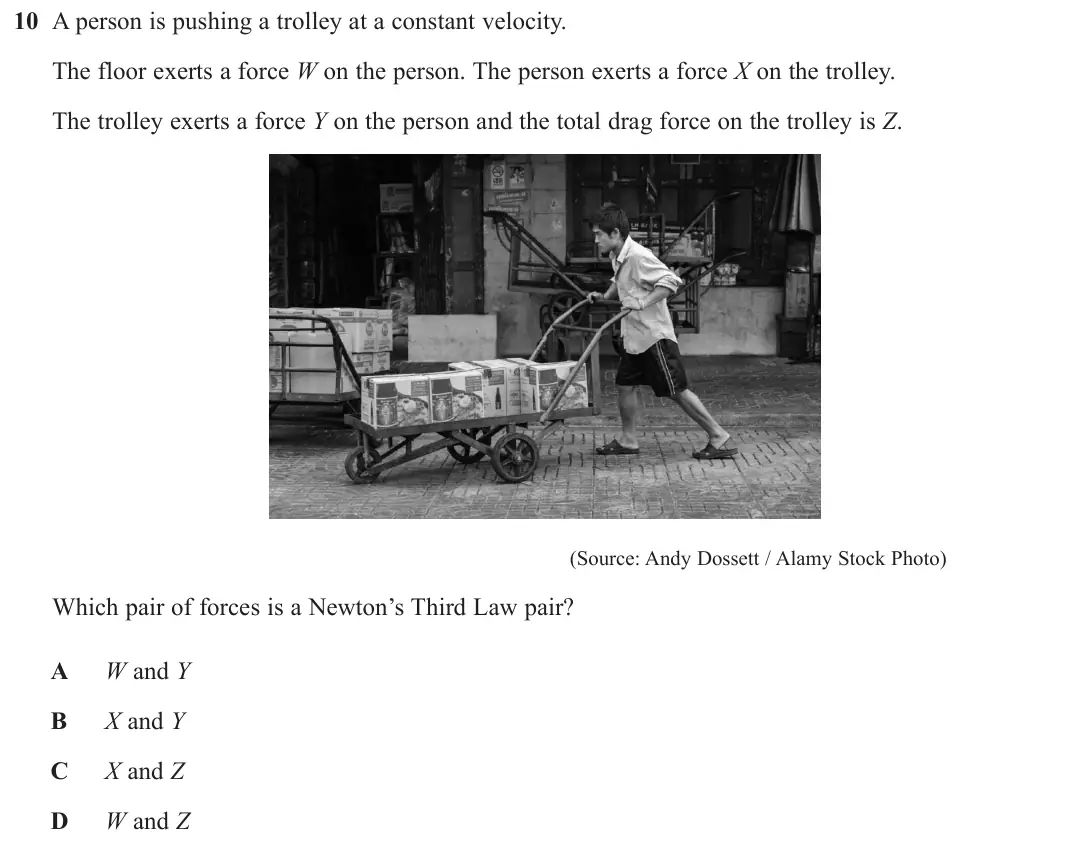 10 A person is pushing a trolley at a constant velocity.
The floor exerts a force W on the person. The person exerts a force X on the trolley.
The trolley exerts a force Y on the person and the total drag force on the trolley is Z.
(Source: Andy Dossett / Alamy Stock Photo)
Which pair of forces is a Newton’s Third Law pair?
A W and Y
B X and Y
C X and Z
D W and Z